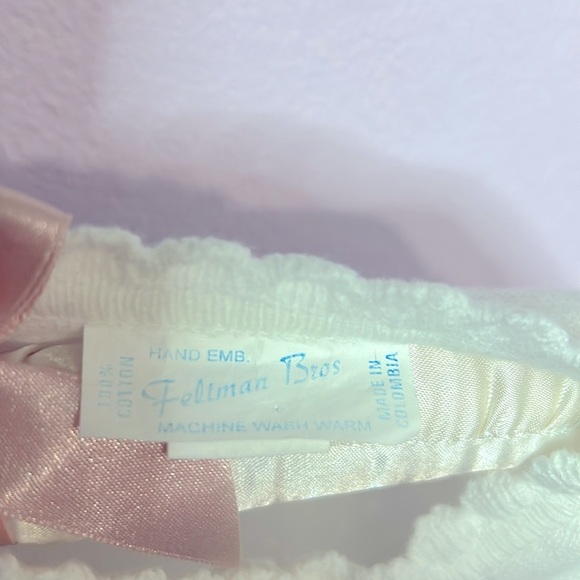 100%
COTTON
HAND EMB.
Feltman Bros
MACHINE WASH WARM
MADE IN
COLOMBIA